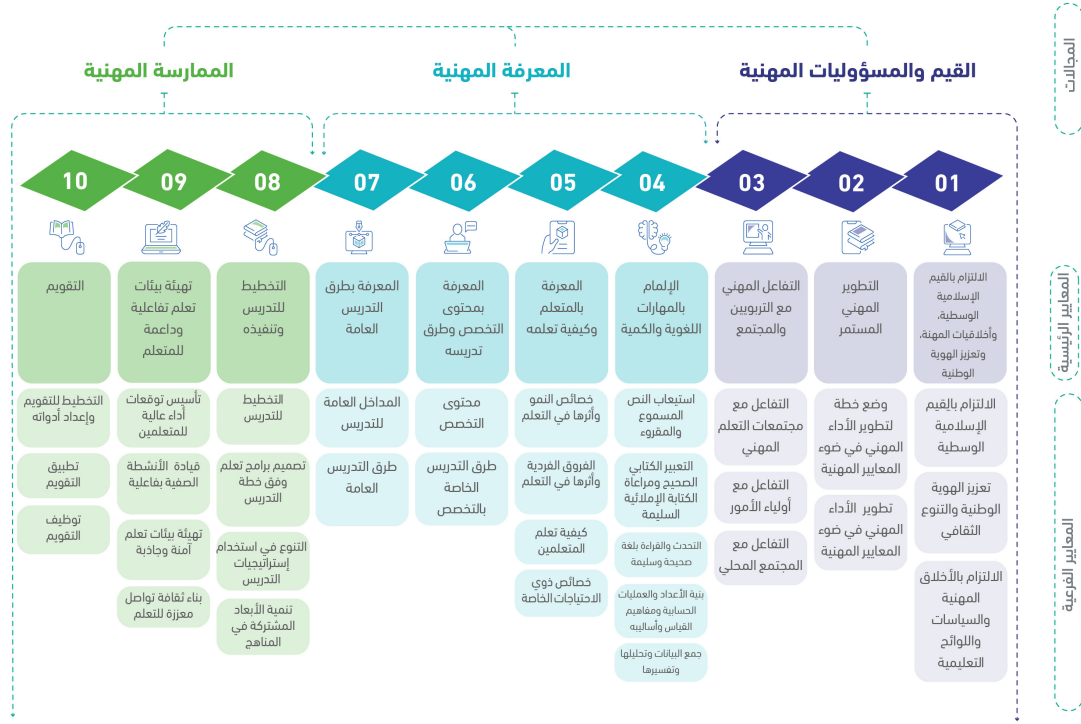 المجالات
القيم والمسؤوليات المهنية
المعرفة المهنية
الممارسة المهنية
01
02
03
04
05
06
07
08
09
10
المعايير الرئيسية
الالتزام بالقيم
الإسلامية
الوسطية،
وأخلاقيات المهنة،
وتعزيز الهوية
الوطنية
التطوير
المهني
المستمر
التفاعل المهني
مع التربويين
والمجتمع
الإلمام
بالمهارات
اللغوية والكمية
المعرفة
بالمتعلم
وكيفية تعلمه
المعرفة
بمحتوى
التخصص وطرق
تدريسه
المعرفة بطرق
التدريس
العامة
التخطيط
للتدريس
وتنفيذه
تهيئة بيئات
تعلم تفاعلية
وداعمة
للمتعلم
التقويم
المعايير الفرعية
الالتزام بالقيم
الإسلامية
الوسطية
تعزيز الهوية
الوطنية والتنوع
الثقافي
الالتزام بالأخلاق
المهنية
والسياسات
واللوائح
التعليمية
وضع خطة
لتطوير الأداء
المهني في ضوء
المعايير المهنية
تطوير الأداء
المهني في ضوء
المعايير المهنية
التفاعل مع
مجتمعات التعلم
المهني
التفاعل مع
أولياء الأمور
التفاعل مع
المجتمع المحلي
استيعاب النص
المسموع
والمقروء
التعبير الكتابي
الصحيح ومراعاة
الكتابة الإملائية
السليمة
التحدث والقراءة بلغة
صحيحة وسليمة
بنية الأعداد والعمليات
الحسابية ومفاهيم
القياس وأساليبه
جمع البيانات وتحليلها
وتفسيرها
خصائص النمو
وأثرها في التعلم
الفروق الفردية
وأثرها في التعلم
كيفية تعلم
المتعلمين
خصائص ذوي
الاحتياجات الخاصة
محتوى
التخصص
طرق التدريس
الخاصة
بالتخصص
المداخل العامة
للتدريس
طرق التدريس
العامة
التخطيط
للتدريس
تصميم برامج تعلم
وفق خطة
التدريس
التنوع في استخدام
إستراتيجيات
التدريس
تنمية الأبعاد
المشتركة في
المناهج
تأسيس توقعات
أداء عالية
للمتعلمين
قيادة الأنشطة
الصفية بفاعلية
تهيئة بيئات تعلم
آمنة وجاذبة
بناء ثقافة تواصل
معززة للتعلم
التخطيط للتقويم
وإعداد أدواته
تطبيق
التقويم
توظيف
التقويم